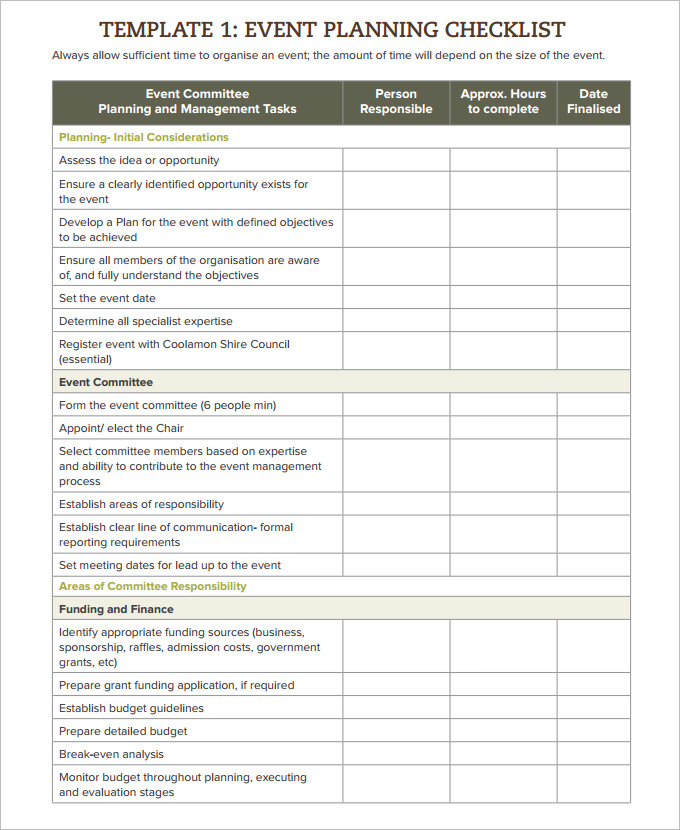 TEMPLATE 1: EVENT PLANNING CHECKLIST
Always allow sufficient time to organise an event; the amount of time will depend on the size of the event.
Event Committee
Planning and Management Tasks
Person
Responsible
Approx. Hours
to complete
Date
Finalised
Planning- Initial Considerations
Assess the idea or opportunity
Ensure a clearly identified opportunity exists for
the event
Develop a Plan for the event with defined objectives
to be achieved
Ensure all members of the organisation are aware
of, and fully understand the objectives
Set the event date
Determine all specialist expertise
Register event with Coolamon Shire Council
(essential)
Event Committee
Form the event committee (6 people min)
Appoint/ elect the Chair
Select committee members based on expertise
and ability to contribute to the event management
process
Establish areas of responsibility
Establish clear line of communication- formal
reporting requirements
Set meeting dates for lead up to the event
Areas of Committee Responsibility
Funding and Finance
Identify appropriate funding sources (business,
sponsorship, raffles, admission costs, government
grants, etc)
Prepare grant funding application, if required
Establish budget guidelines
Prepare detailed budget
Break-even analysis
Monitor budget throughout planning, executing
and evaluation stages